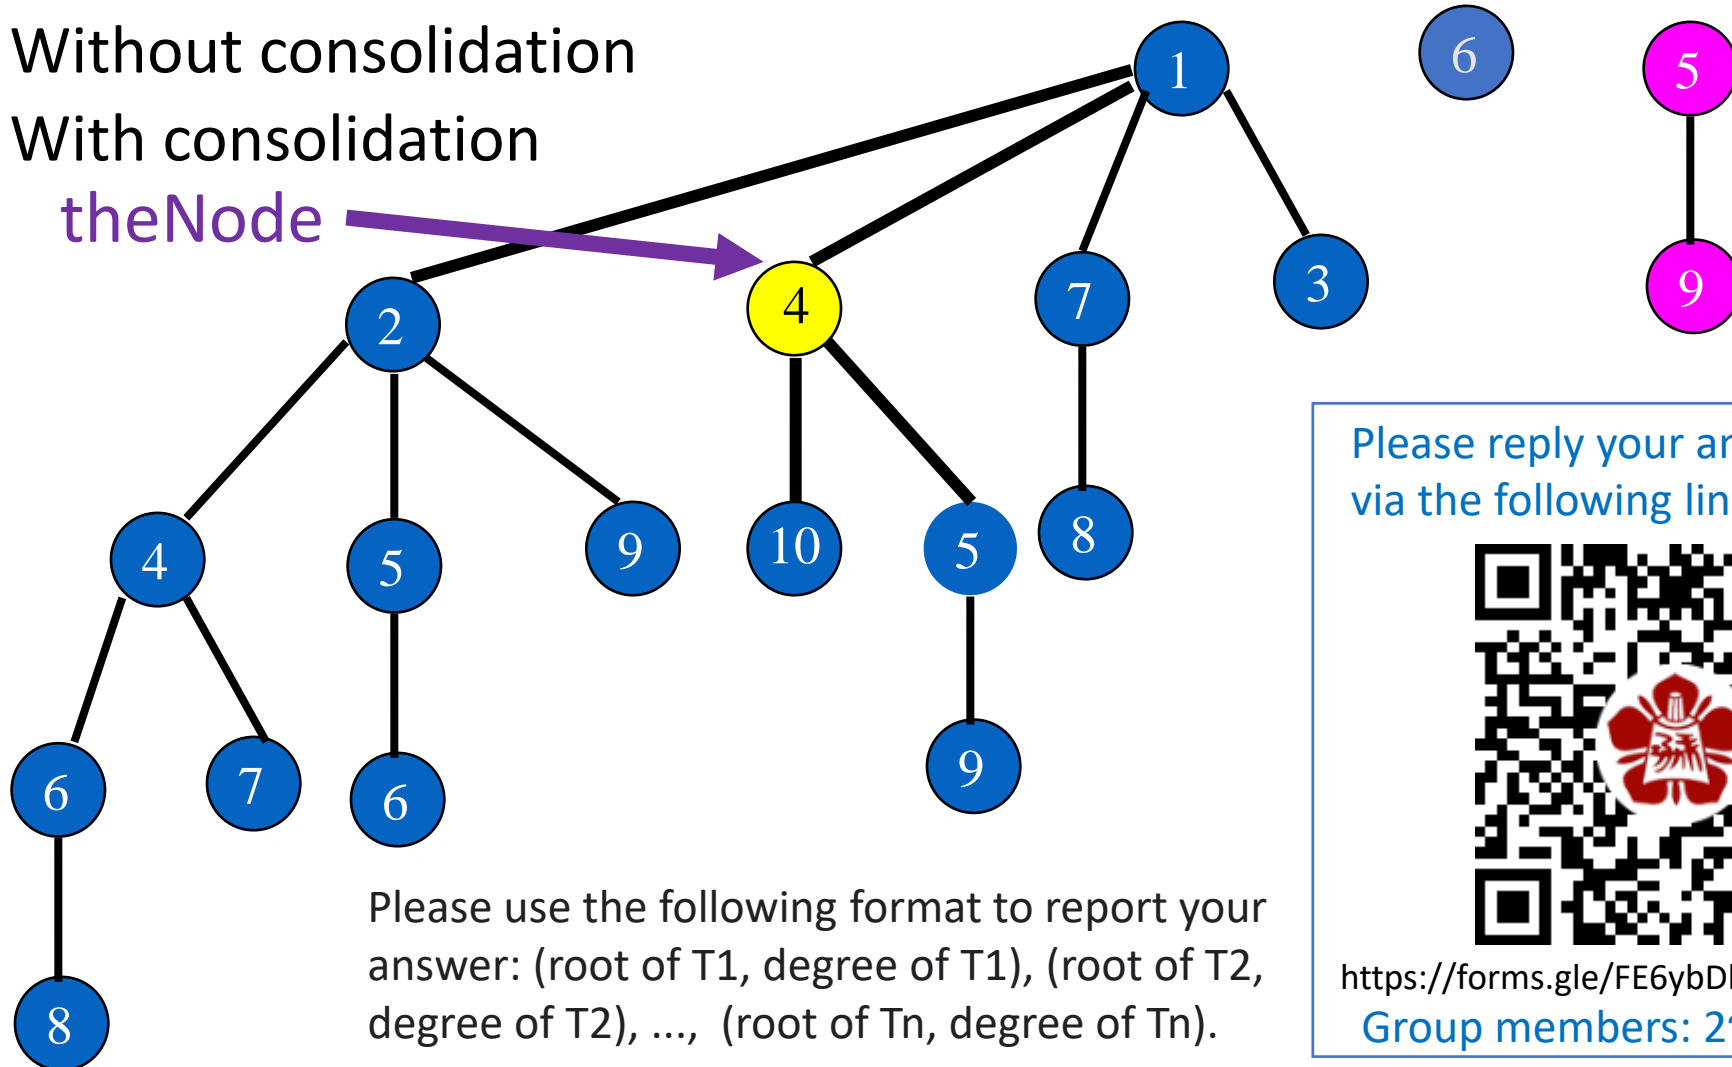 Without consolidation
With consolidation
theNode
1
6
5
2
4
7
3
9
4
5
9
10
5
8
6
7
6
9
8
Please reply your
via the following
Please use the following format to report your
answer: (root of T1, degree of T1), (root of T2,
degree of T2), ..., (root of Tn, degree of Tn).
https://forms.gle/FE6ybD
Group members: 2